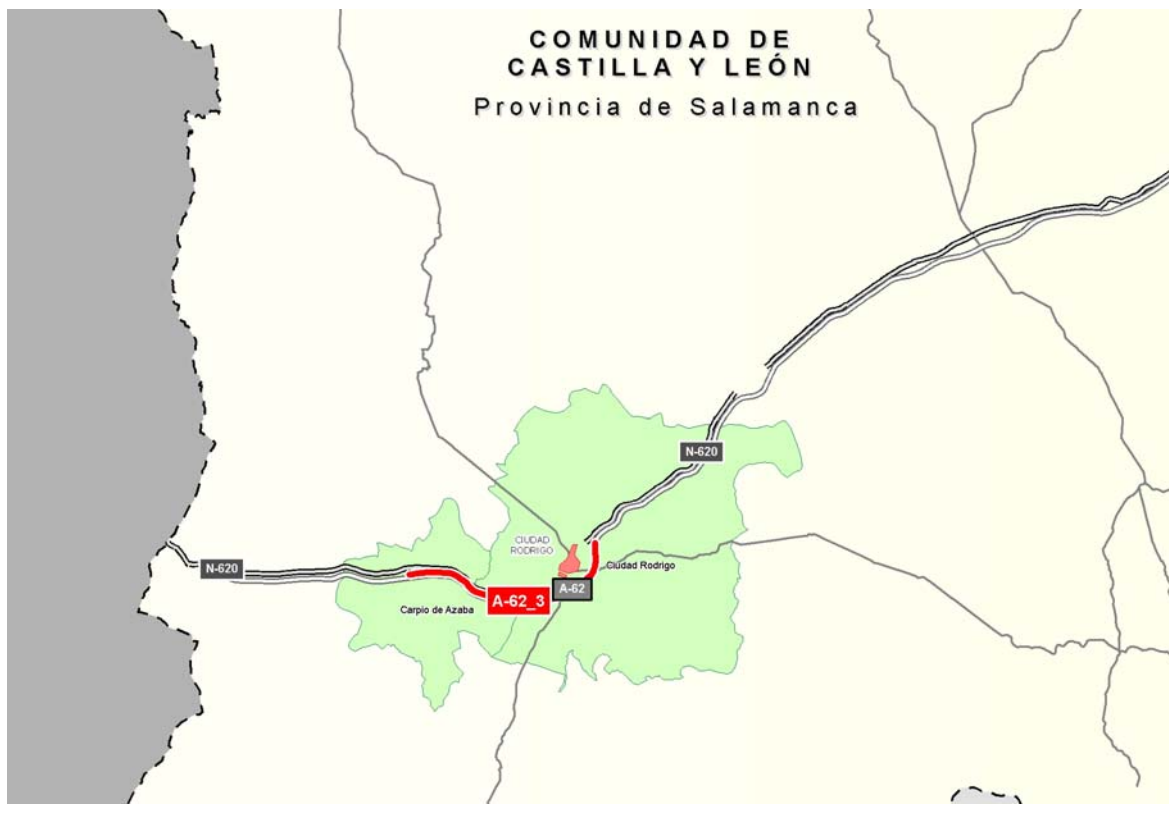 COMUNIDAD DE
CASTILLA Y LEÓN
Provincia de Salamanca
N-620
CIUDAD
RODRIGO
Ciudad Rodrigo
N-620
A-62
A-62_3
Carpio de Azaba